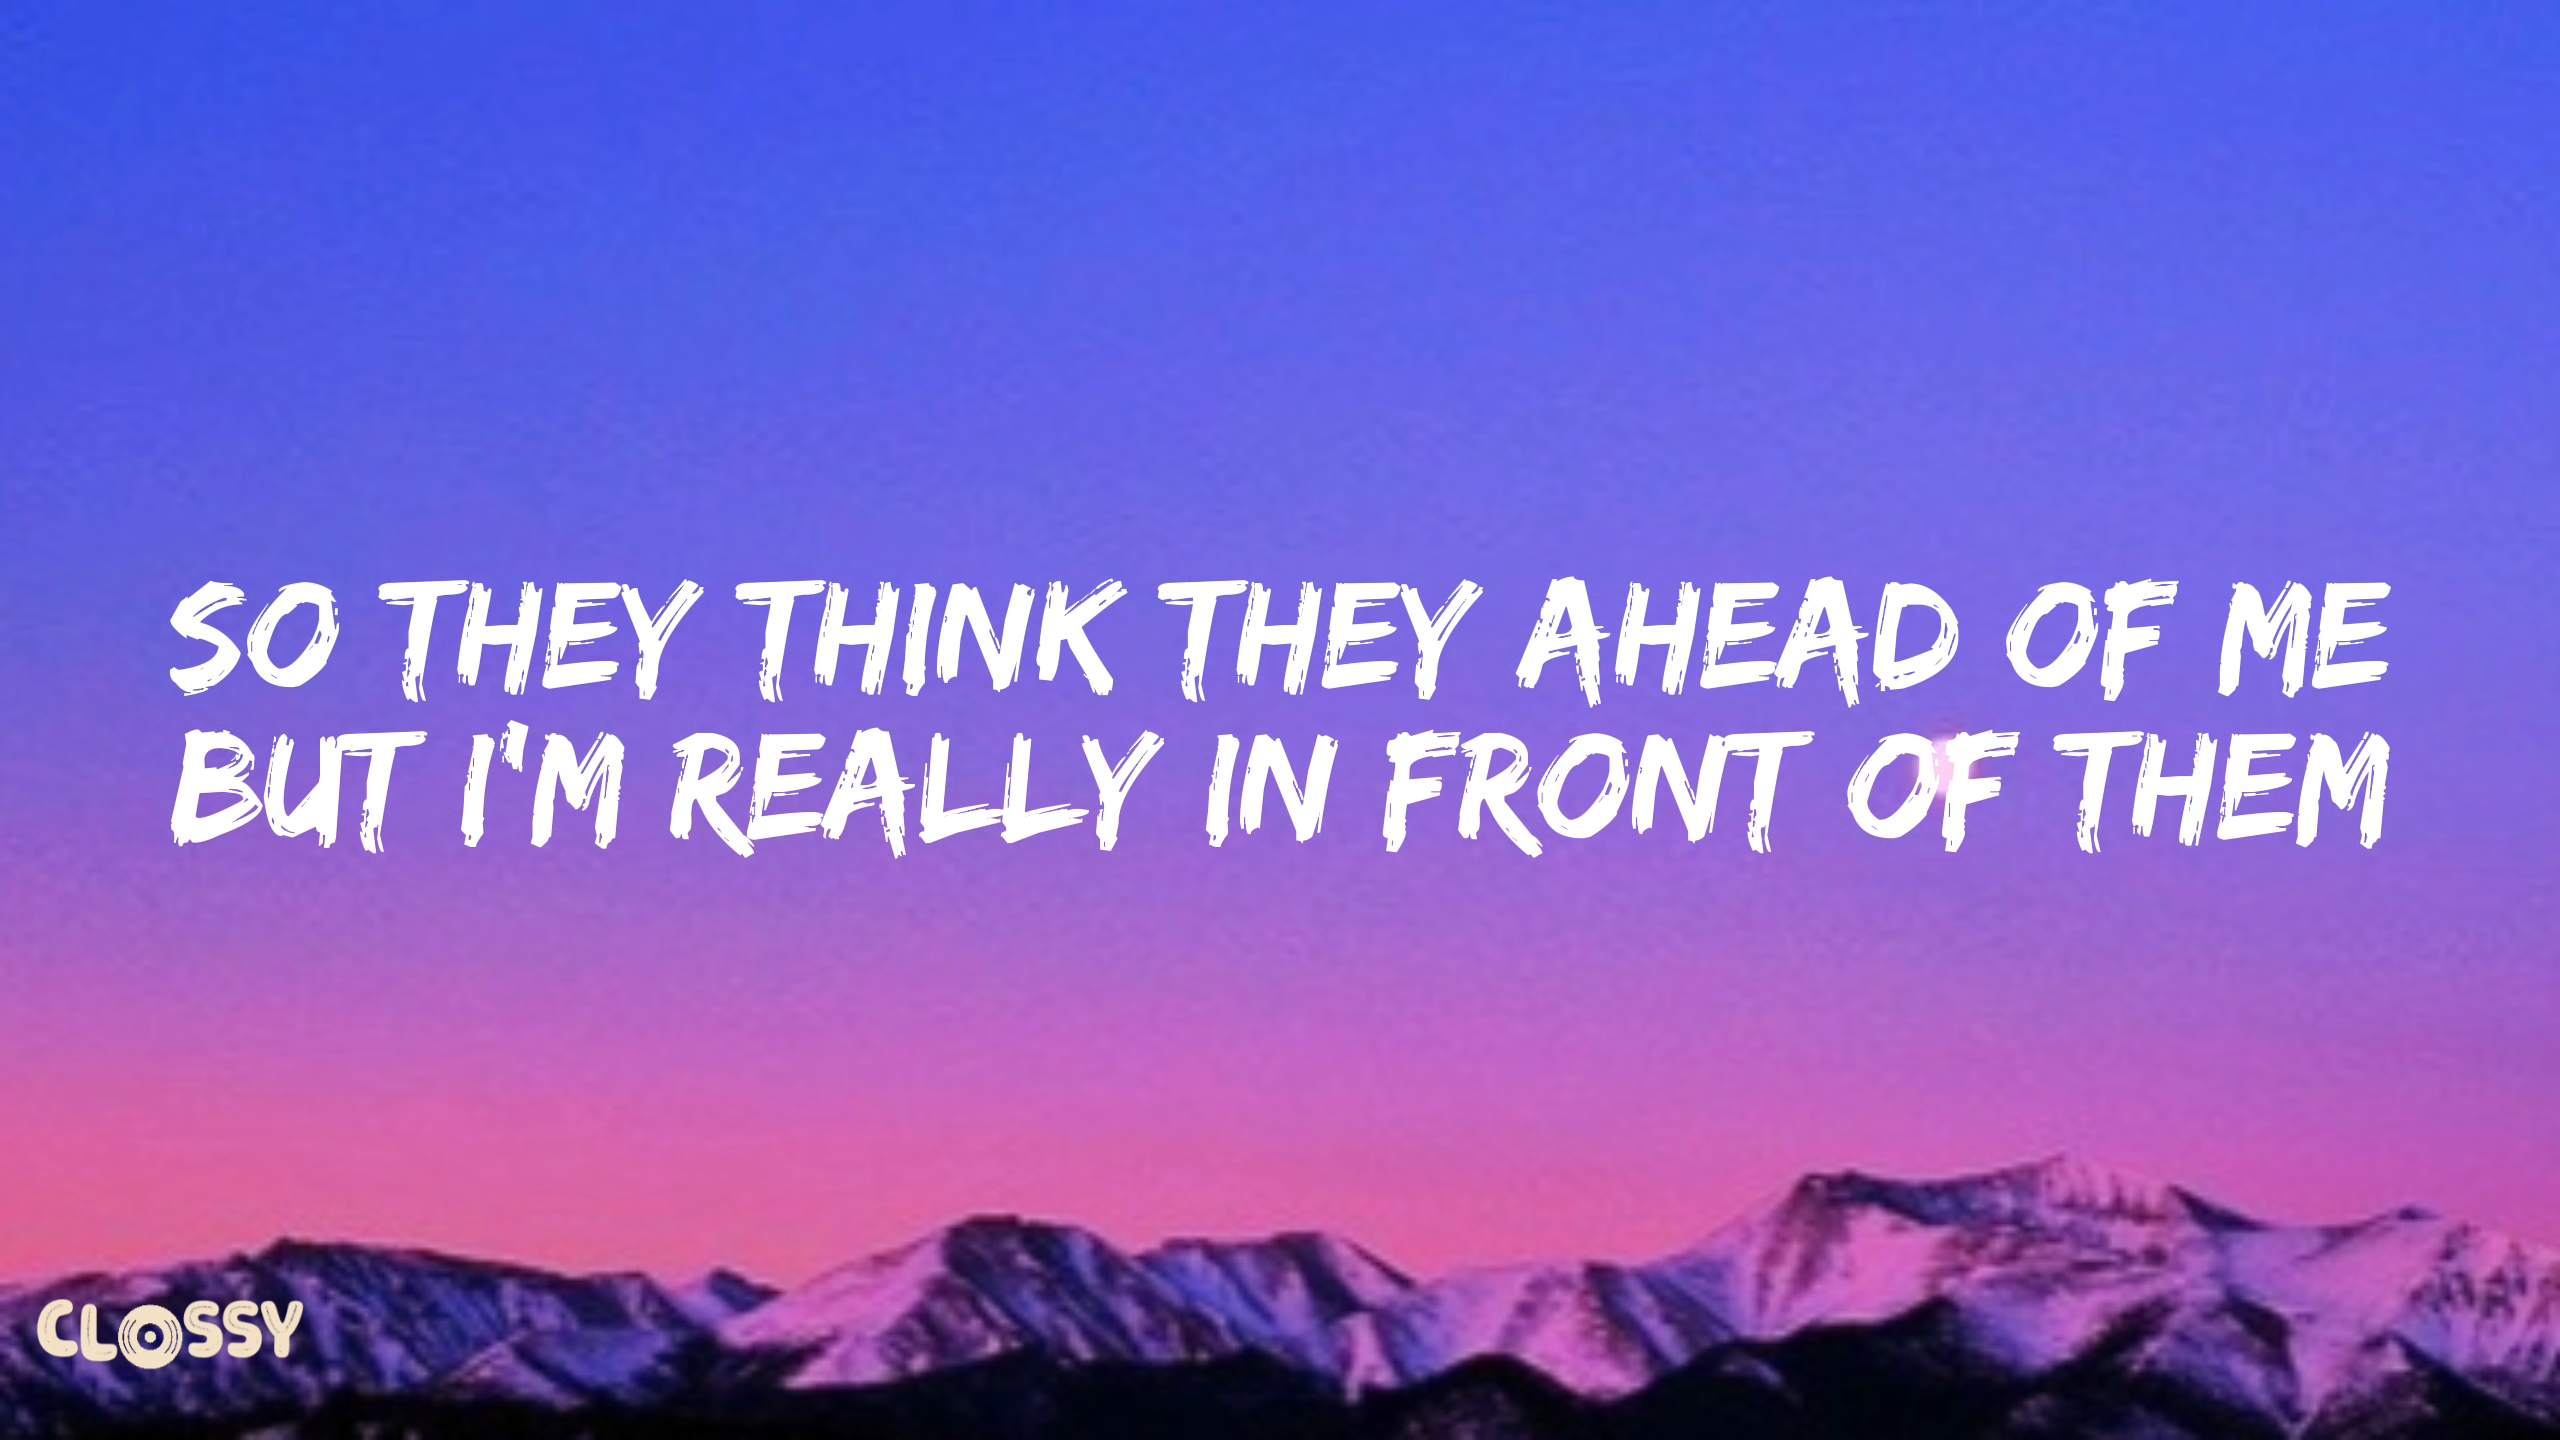 SO THEY THINK THEY AHEAD OF ME
BUT I'M REALLY IN FRONT OF THEM
CLOSSY